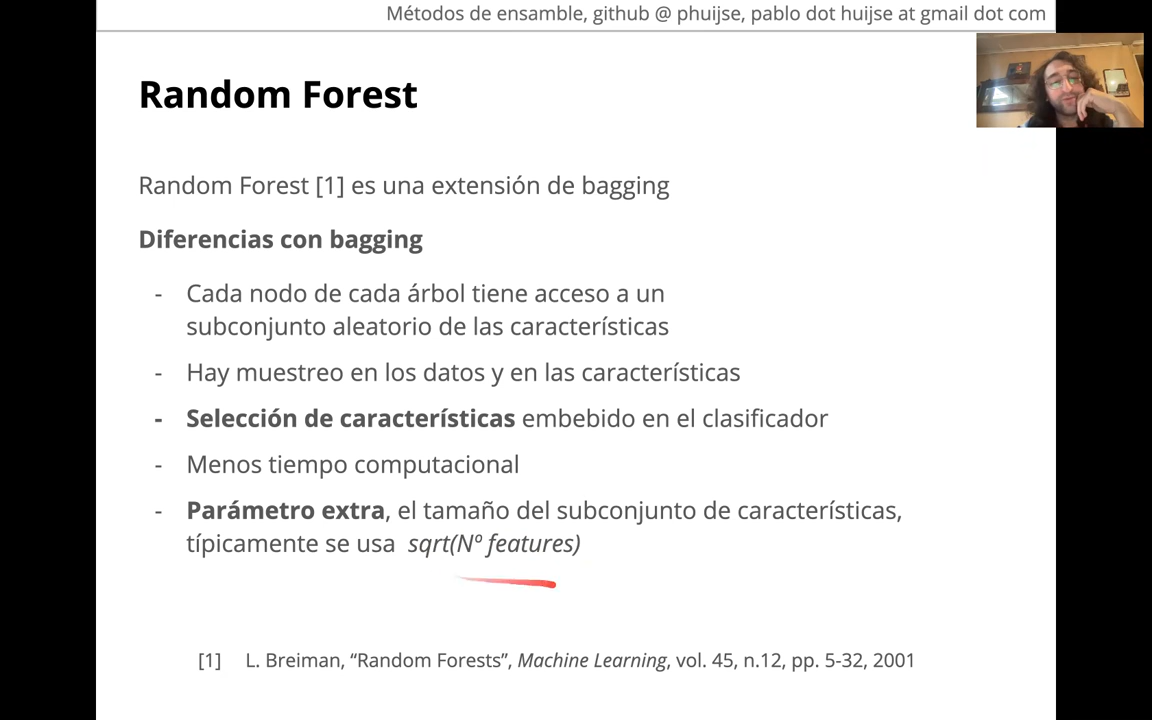 Métodos de ensamble, github @ phuijse, pablo dot huijse at gmail dot com
Random Forest
Random Forest [1] es una extensión de bagging
Diferencias con bagging
- Cada nodo de cada árbol tiene acceso a un
subconjunto aleatorio de las características
- Hay muestreo en los datos y en las características
- Selección de características embebido en el clasificador
- Menos tiempo computacional
- Parámetro extra, el tamaño del subconjunto de características,
típicamente se usa sqrt(Nº features)
[1] L. Breiman, “Random Forests”, Machine Learning, vol. 45, n.12, pp. 5-32, 2001